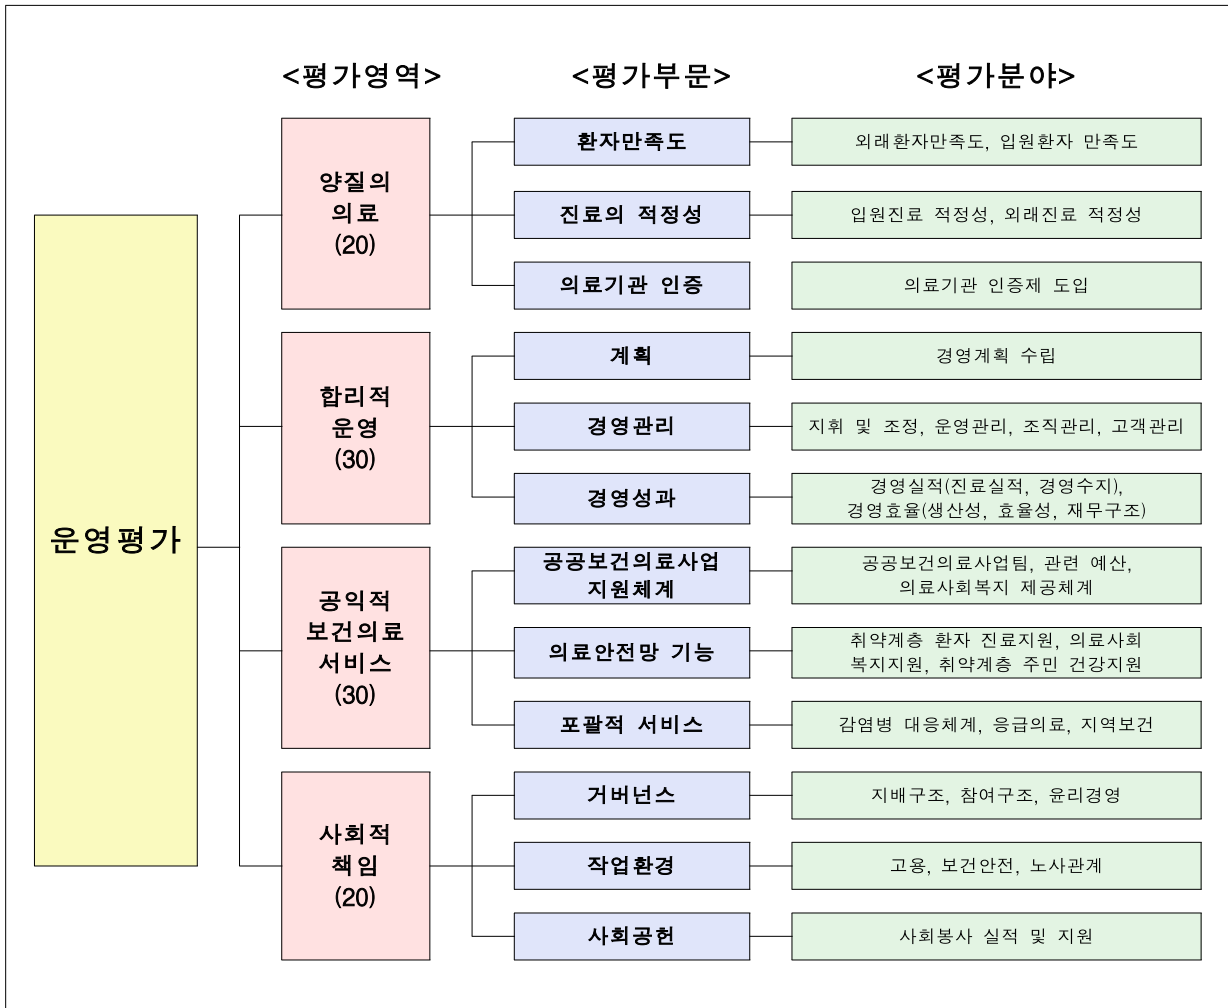 <평가영역> <평가부문> <평가분야>
운영평가
양질의
의료
(20)
환자만족도
외래환자만족도, 입원환자 만족도
진료의 적정성
입원진료 적정성, 외래진료 적정성
의료기관 인증
의료기관 인증제 도입
합리적
운영
(30)
계획
경영계획 수립
경영관리
지휘 및 조정, 운영관리, 조직관리, 고객관리
경영성과
경영실적(진료실적, 경영수지),
경영효율(생산성, 효율성, 재무구조)
공익적
보건의료
서비스
(30)
공공보건의료사업
지원체계
공공보건의료사업팀, 관련 예산,
의료사회복지 제공체계
의료안전망 기능
취약계층 환자 진료지원, 의료사회
복지지원, 취약계층 주민 건강지원
포괄적 서비스
감염병 대응체계, 응급의료, 지역보건
사회적
책임
(20)
거버넌스
지배구조, 참여구조, 윤리경영
작업환경
고용, 보건안전, 노사관계
사회공헌
사회봉사 실적 및 지원